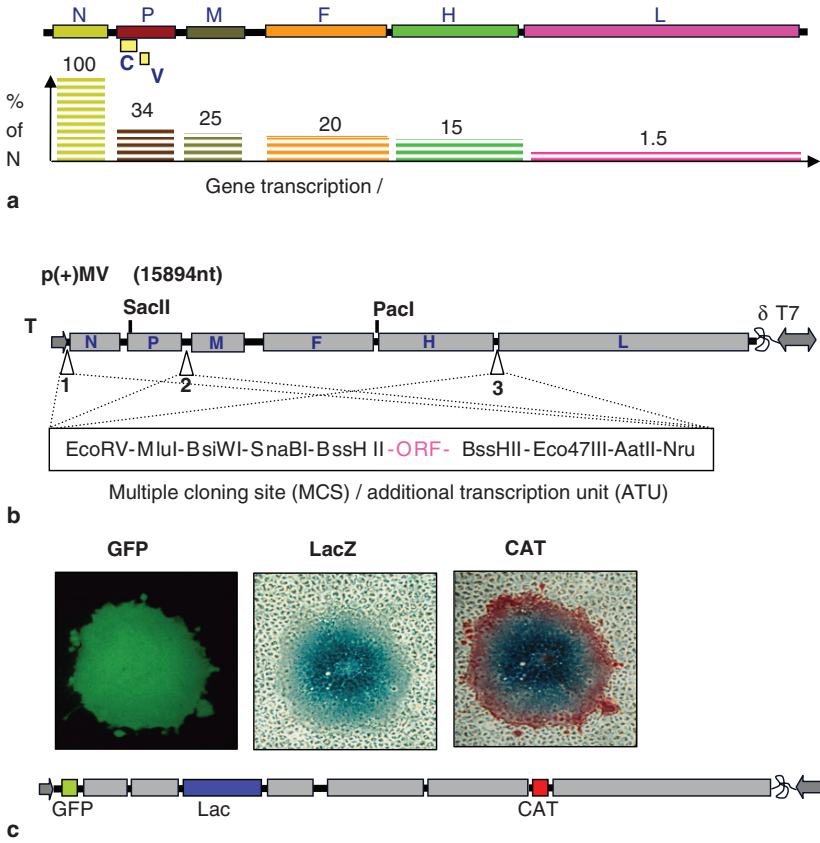 N P M F H L
C
V
100 34 25 20 15 1.5
%
of
N
Gene transcription /
a
p(+)MV (15894nt)
SacII PacI δ T7
T
N P M F H L
1 2 3
EcoRV-MluI-BsiWI-SnaBI-BssH II -ORF- BssHII-Eco47III-AatII-Nru
Multiple cloning site (MCS) / additional transcription unit (ATU)
b
GFP LacZ CAT
GFP Lac CAT
c